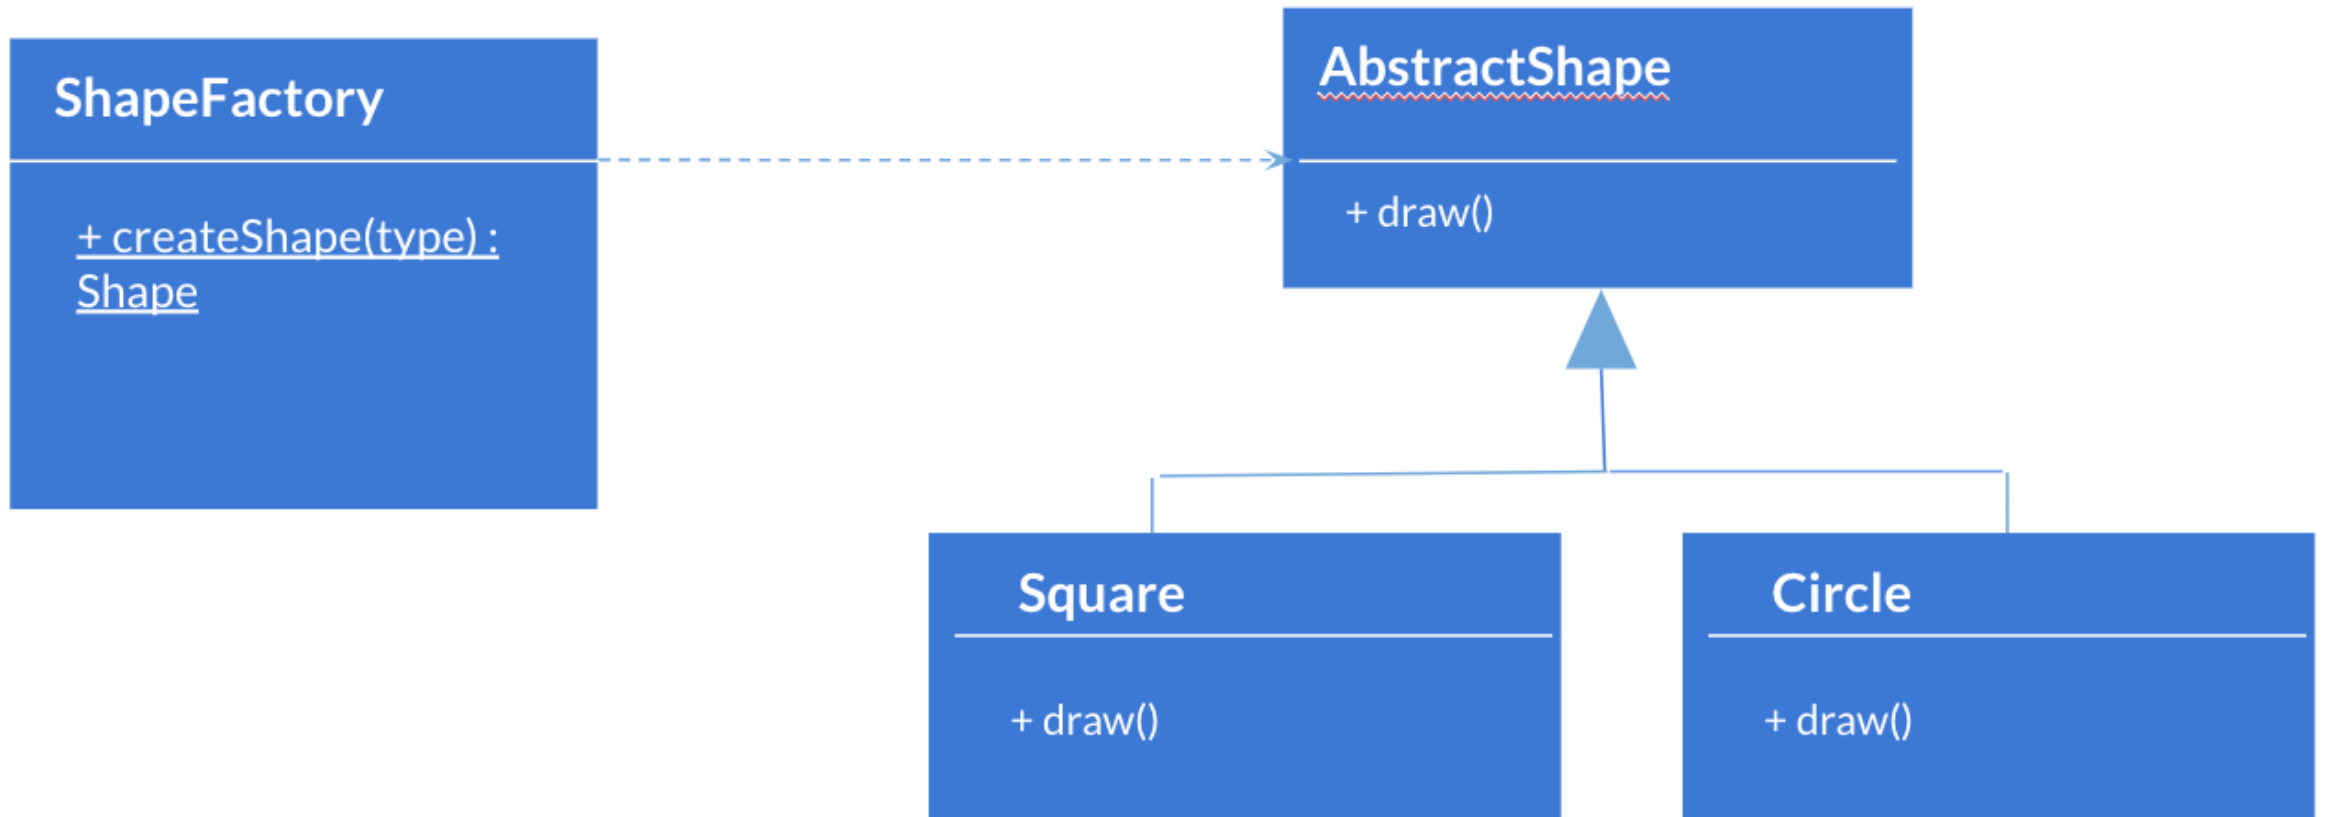 ShapeFactory
+ createShape(type) :
Shape
AbstractShape
+ draw()
Square
+ draw()
Circle
+ draw()